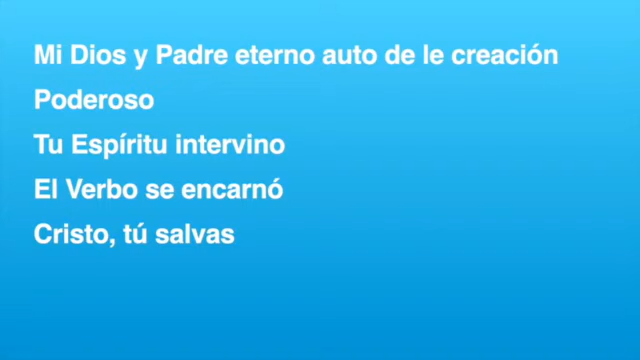 Mi Dios y Padre eterno auto de le creación
Poderoso
Tu Espíritu intervino
El Verbo se encarnó
Cristo, tú salvas